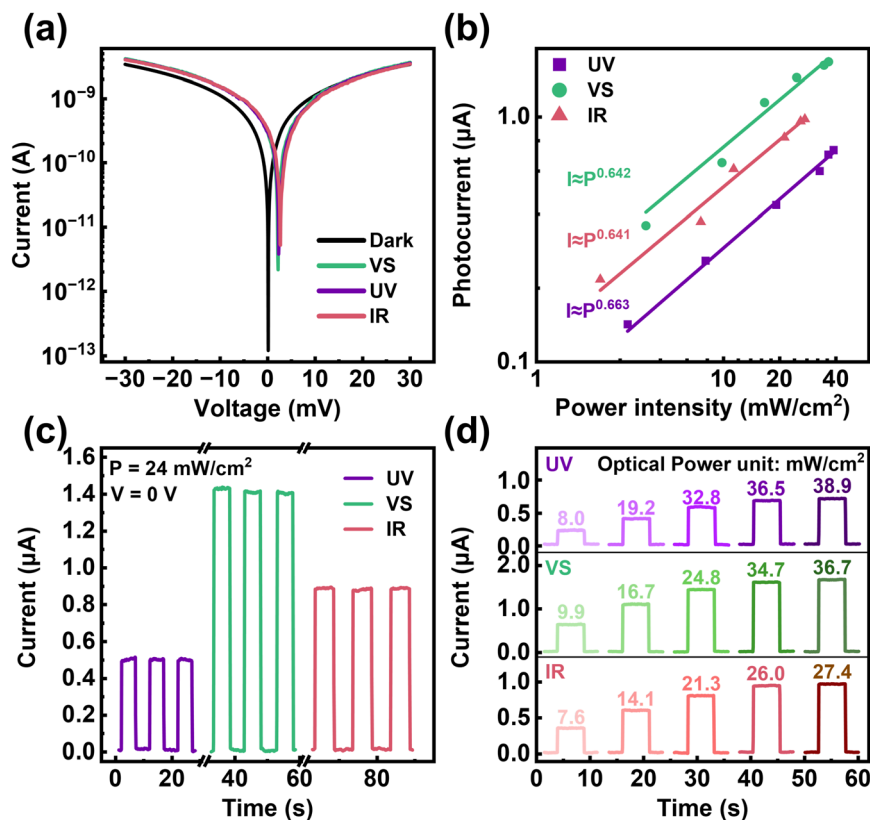 (a)
Current (A)
10⁻⁹
10⁻¹⁰
10⁻¹¹
10⁻¹²
10⁻¹³
Dark
VS
UV
IR
−30 −20 −10 0 10 20 30
Voltage (mV)
(b)
Photocurrent (μA)
1.0
0.1
UV
VS
IR
I≈P^0.642
I≈P^0.641
I≈P^0.663
1 10 20 40 60
Power intensity (mW/cm²)
(c)
Current (μA)
1.6
1.4
1.2
1.0
0.8
0.6
0.4
0.2
0.0
P = 24 mW/cm²
V = 0 V
UV
VS
IR
0 20 40 60 80
Time (s)
(d)
Current (μA)
UV Optical Power unit: mW/cm²
1.0
0.5
0.0
8.0 19.2 32.8 36.5 38.9
VS
2.0
1.0
0.0
9.9 16.7 24.8 34.7 36.7
IR
1.0
0.5
0.0
7.6 14.1 21.3 26.0 27.4
0 10 20 30 40 50 60
Time (s)